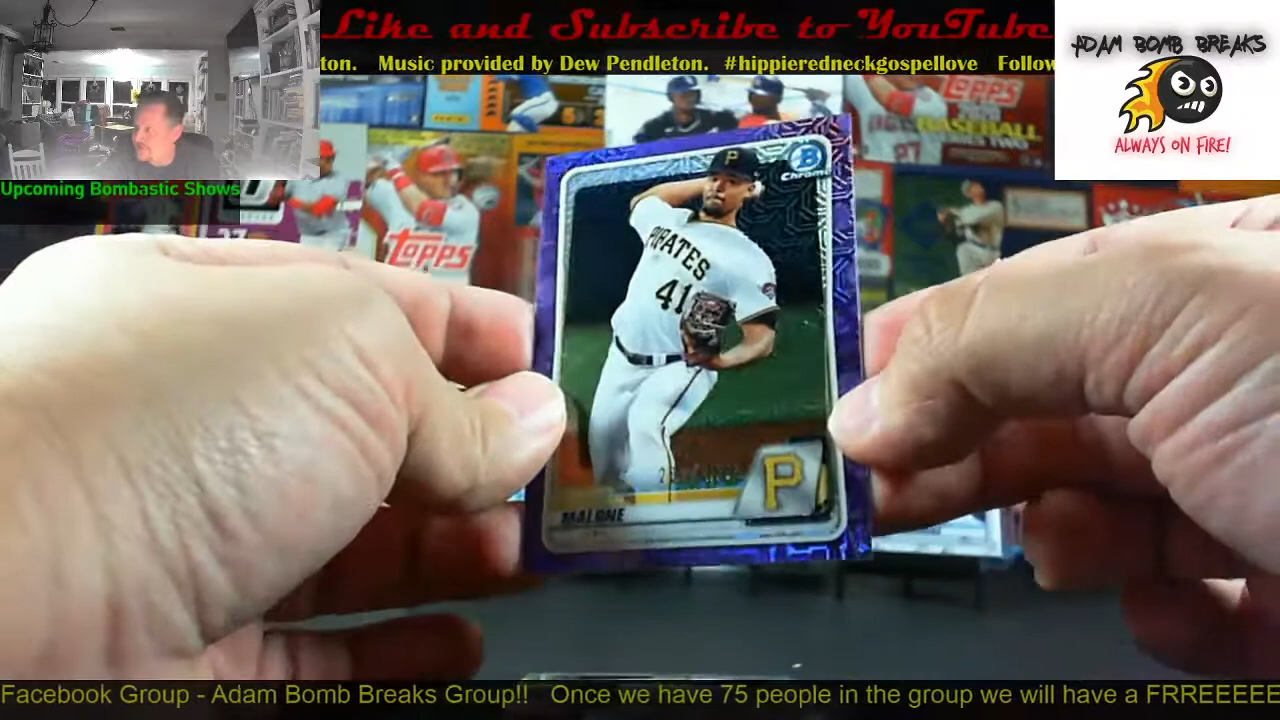 Like and Subscribe to YouTube
ton. Music provided by Dew Pendleton. #hippieredneckgospellove Follow
ADAM BOMB BREAKS
ALWAYS ON FIRE!
Upcoming Bombastic Shows
TOPPS
BASEBALL
TOPPS
P
B
Chrome
PIRATES
41
P
MALONE
Facebook Group - Adam Bomb Breaks Group!! Once we have 75 people in the group we will have a FRREEEEE